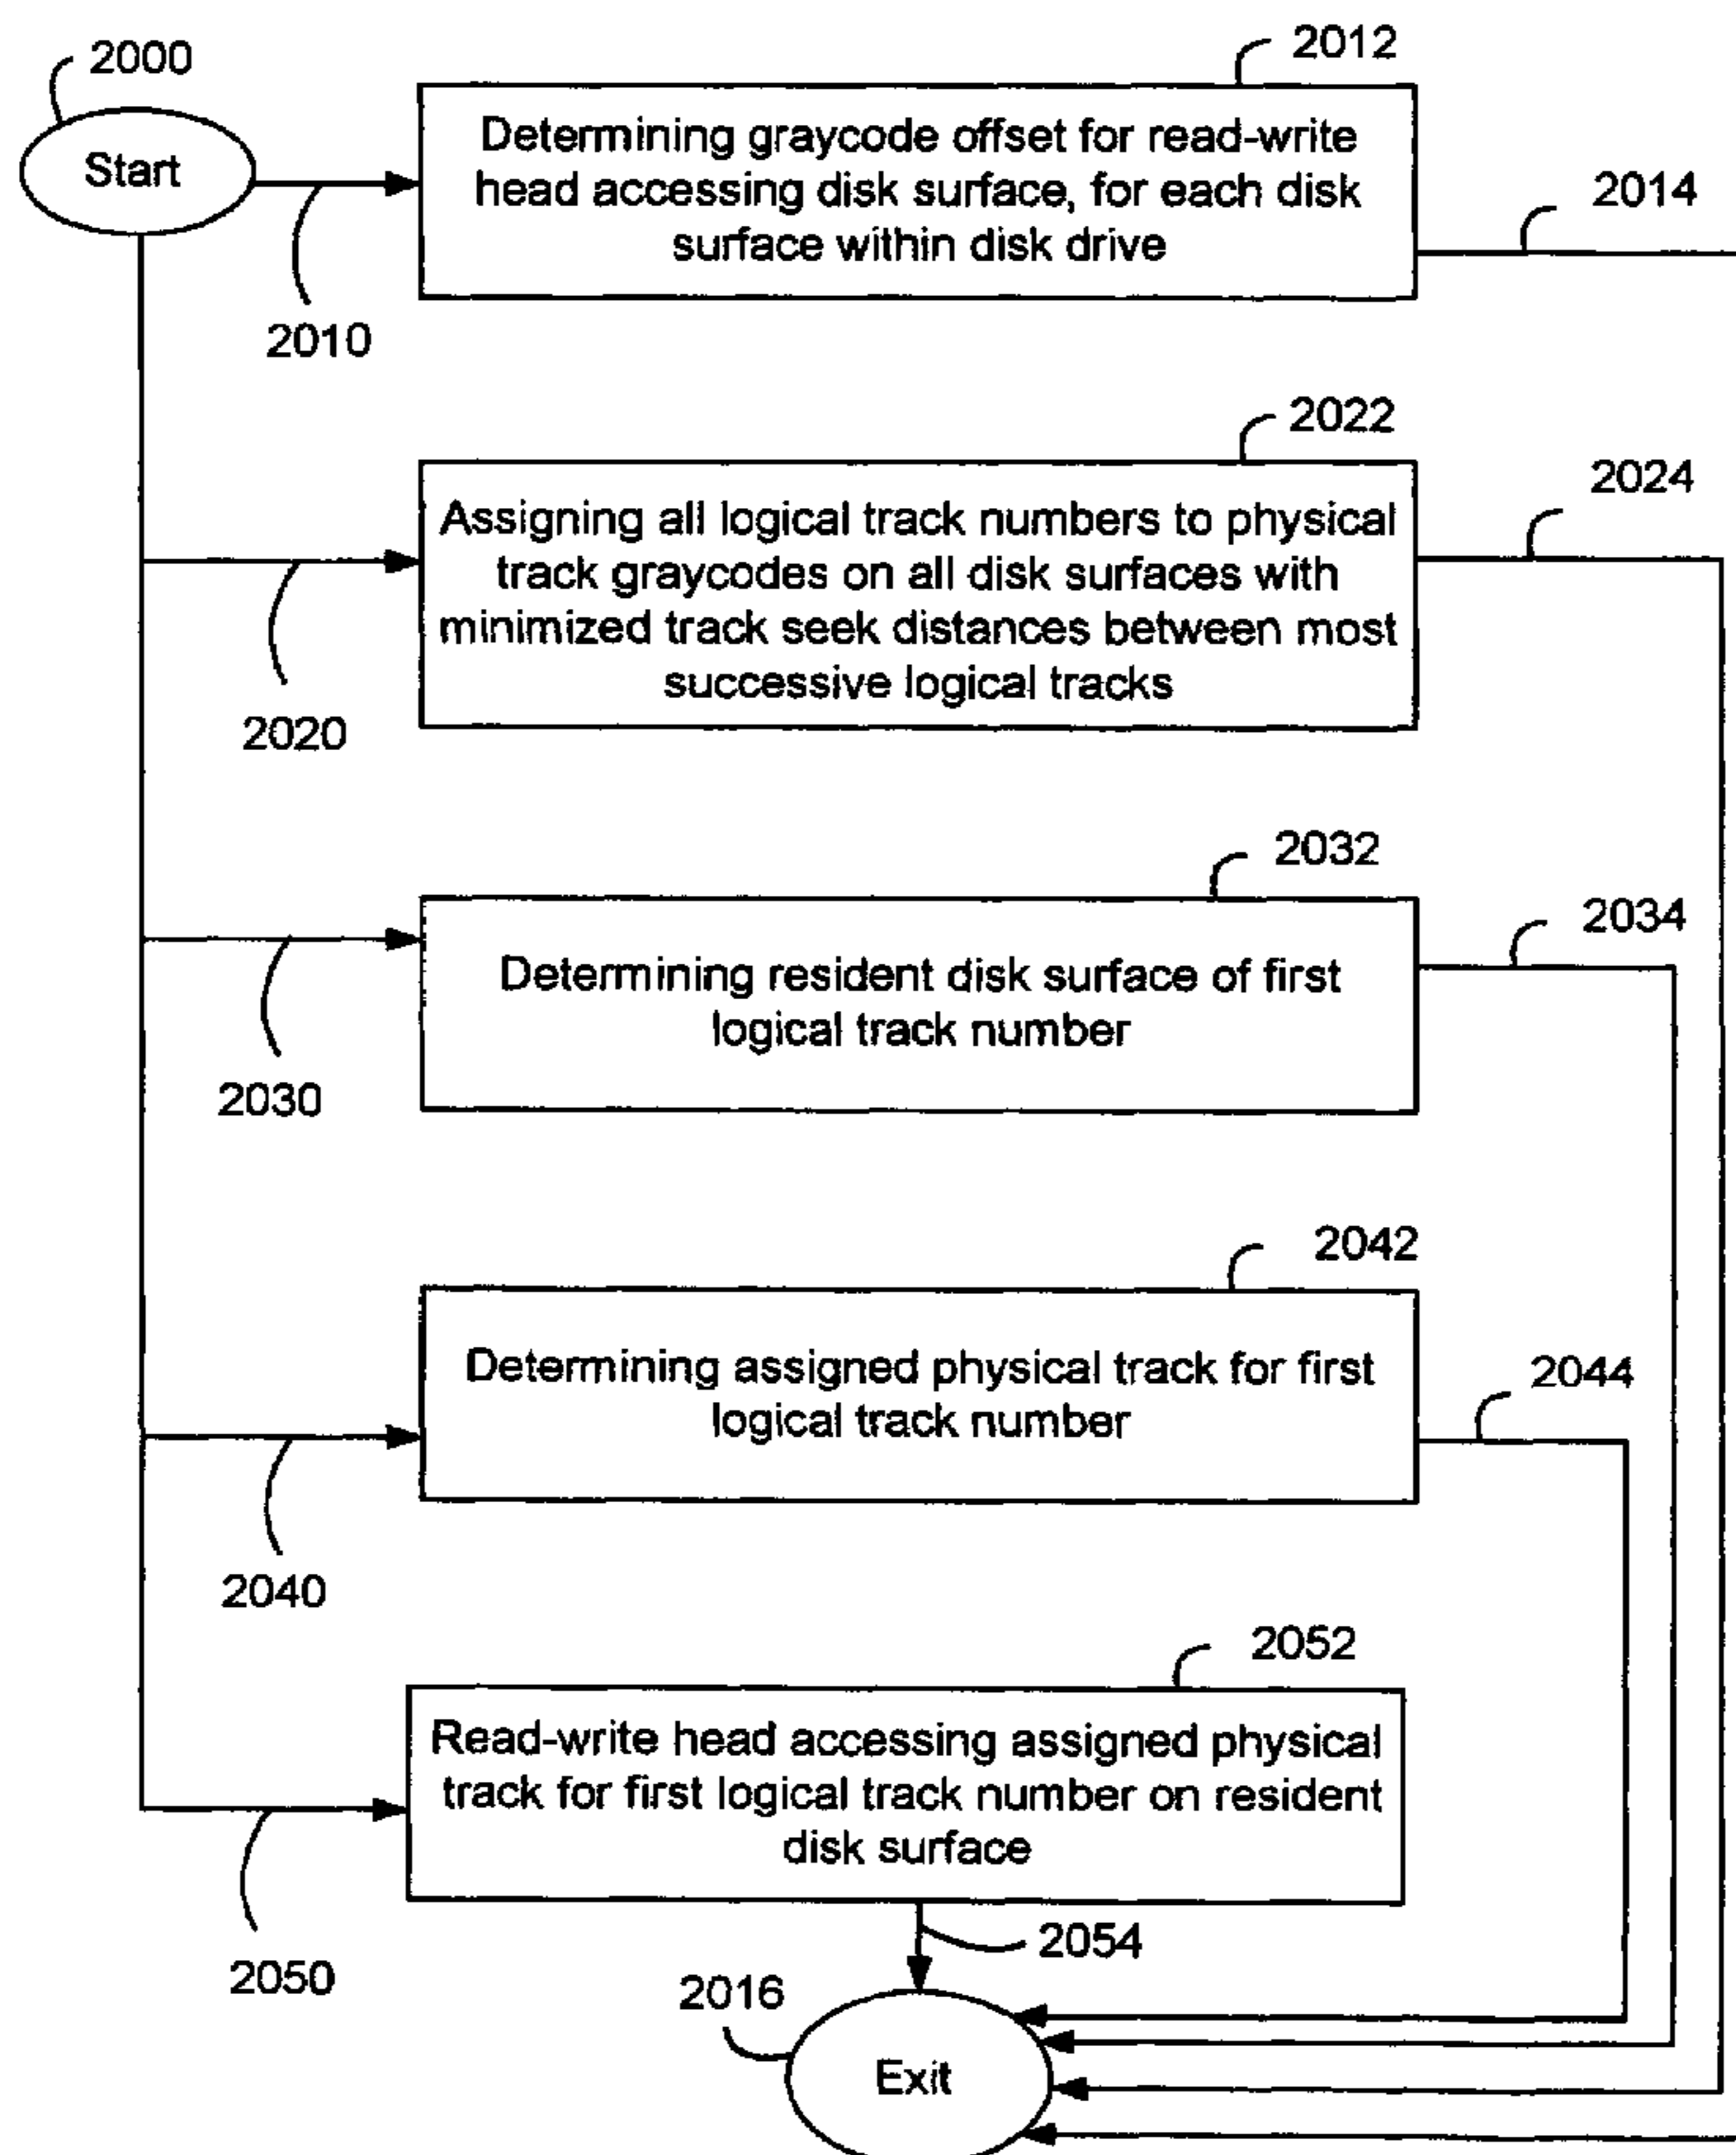 2000
Start
2010
2012
Determining graycode offset for read-write
head accessing disk surface, for each disk
surface within disk drive
2014
2020
2022
Assigning all logical track numbers to physical
track graycodes on all disk surfaces with
minimized track seek distances between most
successive logical tracks
2024
2030
2032
Determining resident disk surface of first
logical track number
2034
2040
2042
Determining assigned physical track for first
logical track number
2044
2050
2052
Read-write head accessing assigned physical
track for first logical track number on resident
disk surface
2054
2016
Exit